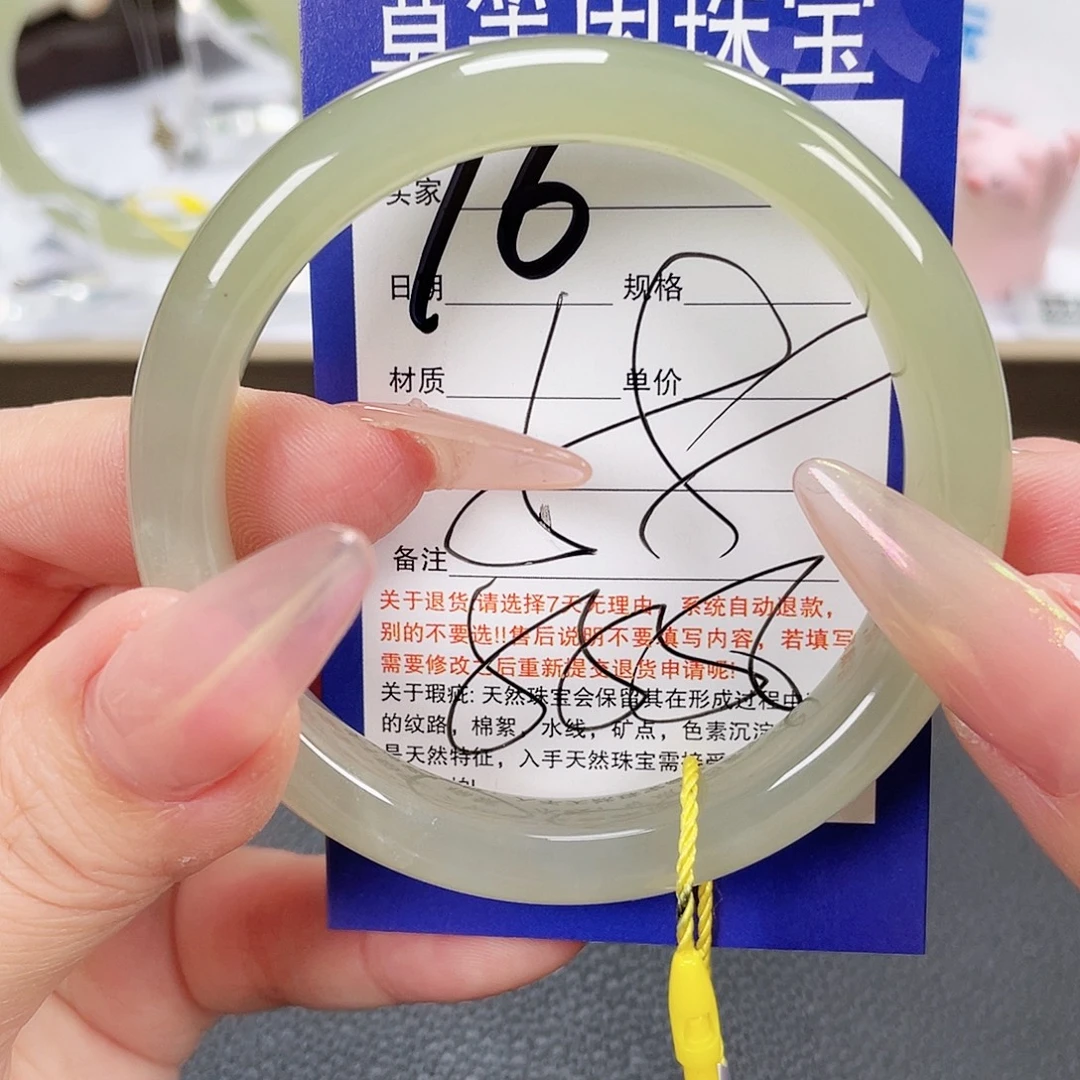 珠宝
卖家 16
日期 规格
材质 单价
备注
关于退货:请选择7天无理由，系统自动退款，
别的不要选!!售后说明不要填写内容，若填写
需要修改之后重新提交退货申请呢!
关于瑕疵: 天然珠宝会保留其在形成过程中
的纹路，棉絮，水线，矿点，色素沉淀
是天然特征，入手天然珠宝需接受